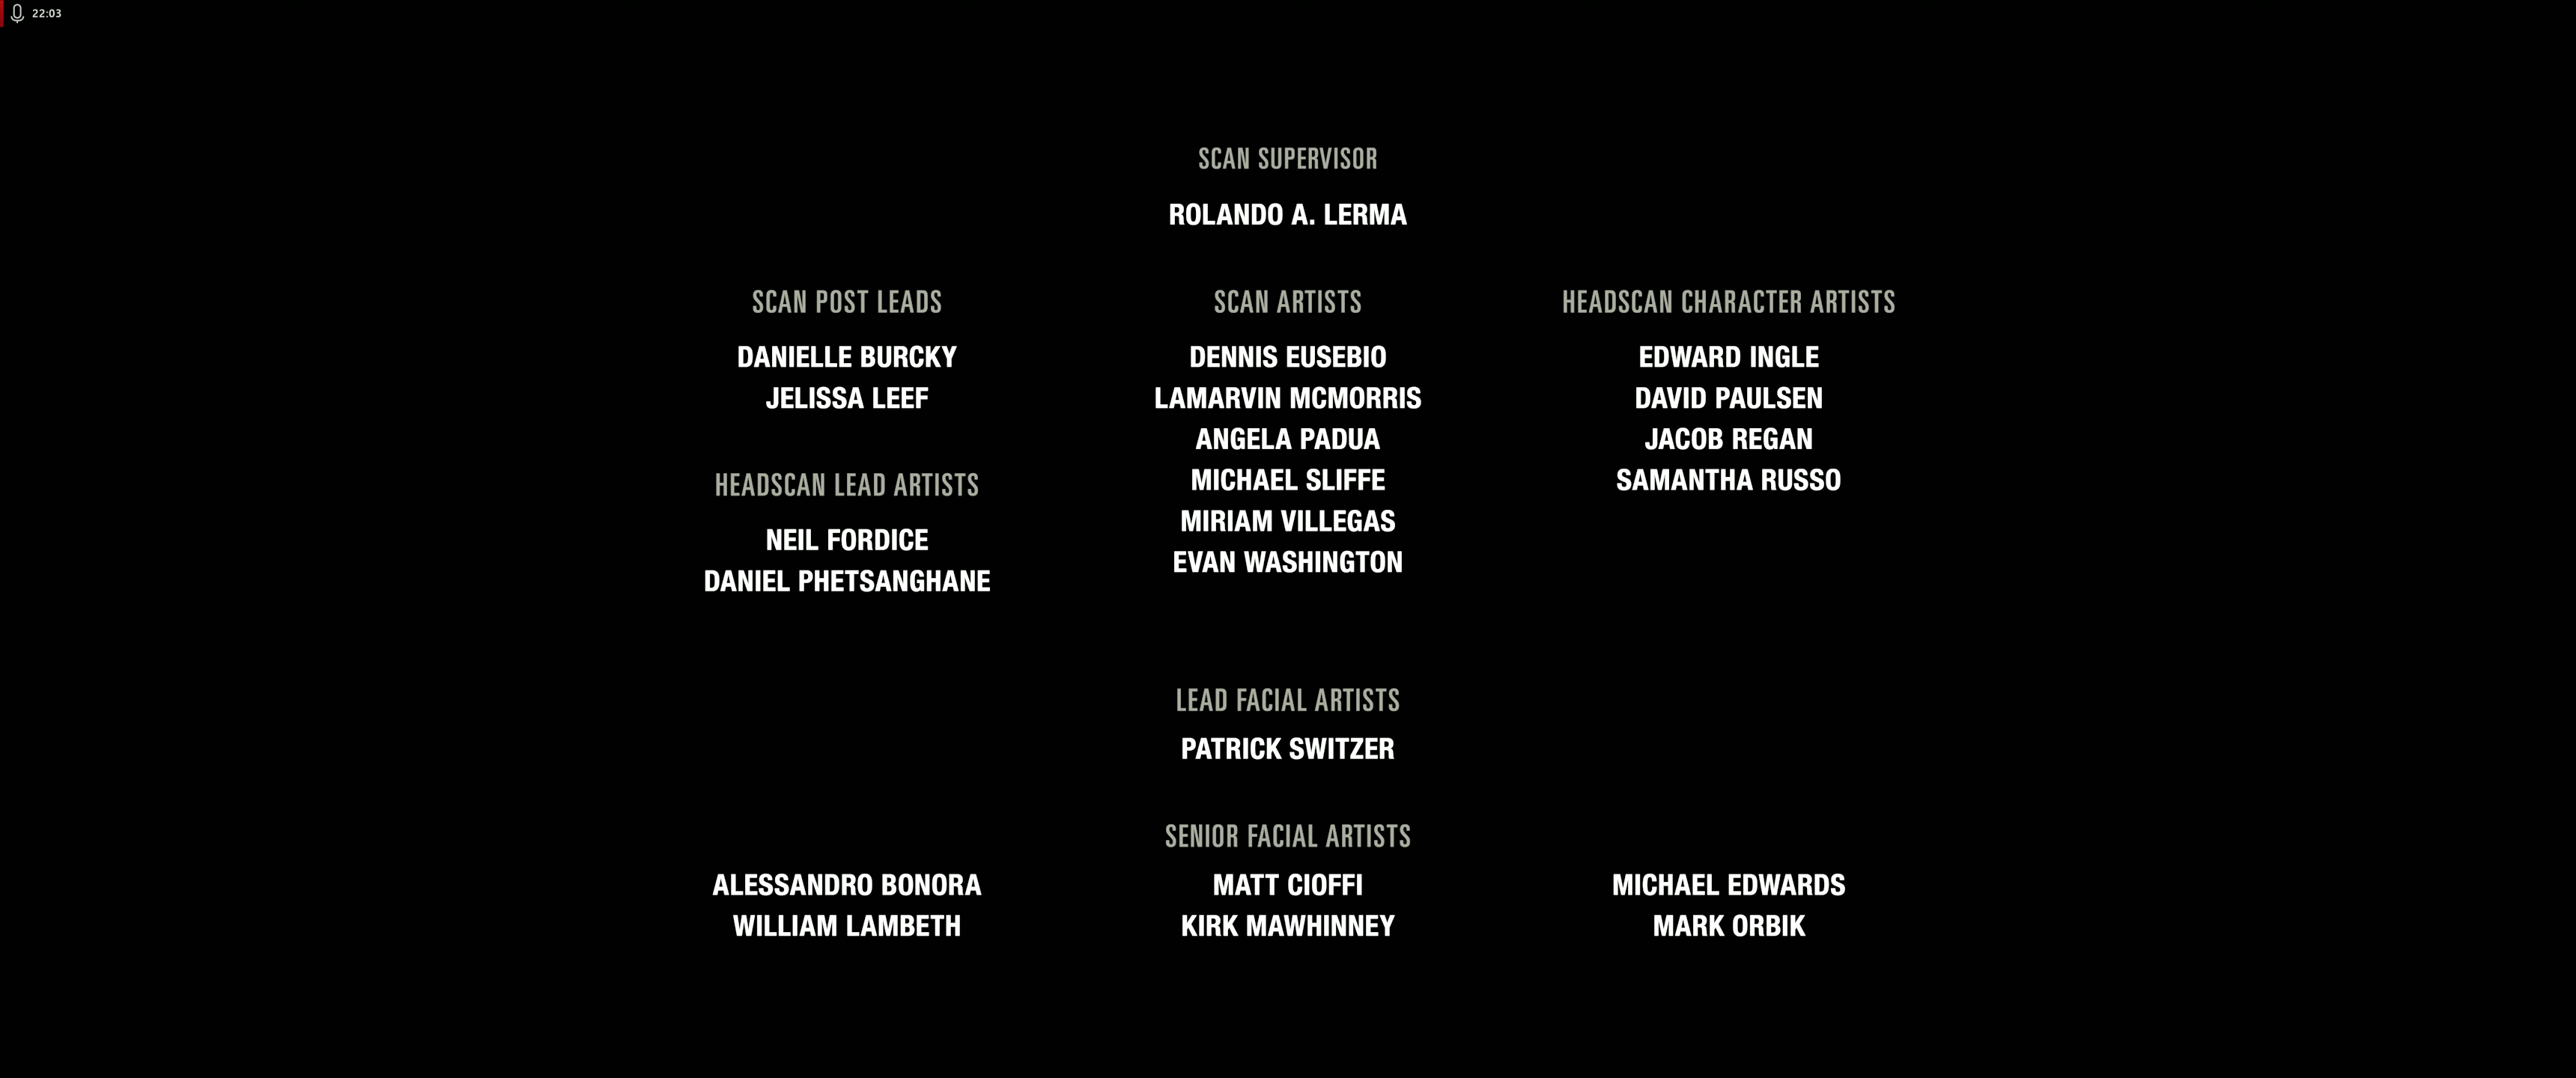 22:03
SCAN SUPERVISOR
ROLANDO A. LERMA
SCAN POST LEADS
DANIELLE BURCKY
JELISSA LEEF
HEADSCAN LEAD ARTISTS
NEIL FORDICE
DANIEL PHETSANGHANE
SCAN ARTISTS
DENNIS EUSEBIO
LAMARVIN MCMORRIS
ANGELA PADUA
MICHAEL SLIFFE
MIRIAM VILLEGAS
EVAN WASHINGTON
HEADSCAN CHARACTER ARTISTS
EDWARD INGLE
DAVID PAULSEN
JACOB REGAN
SAMANTHA RUSSO
LEAD FACIAL ARTISTS
PATRICK SWITZER
SENIOR FACIAL ARTISTS
ALESSANDRO BONORA
MATT CIOFFI
MICHAEL EDWARDS
WILLIAM LAMBETH
KIRK MAWHINNEY
MARK ORBIK